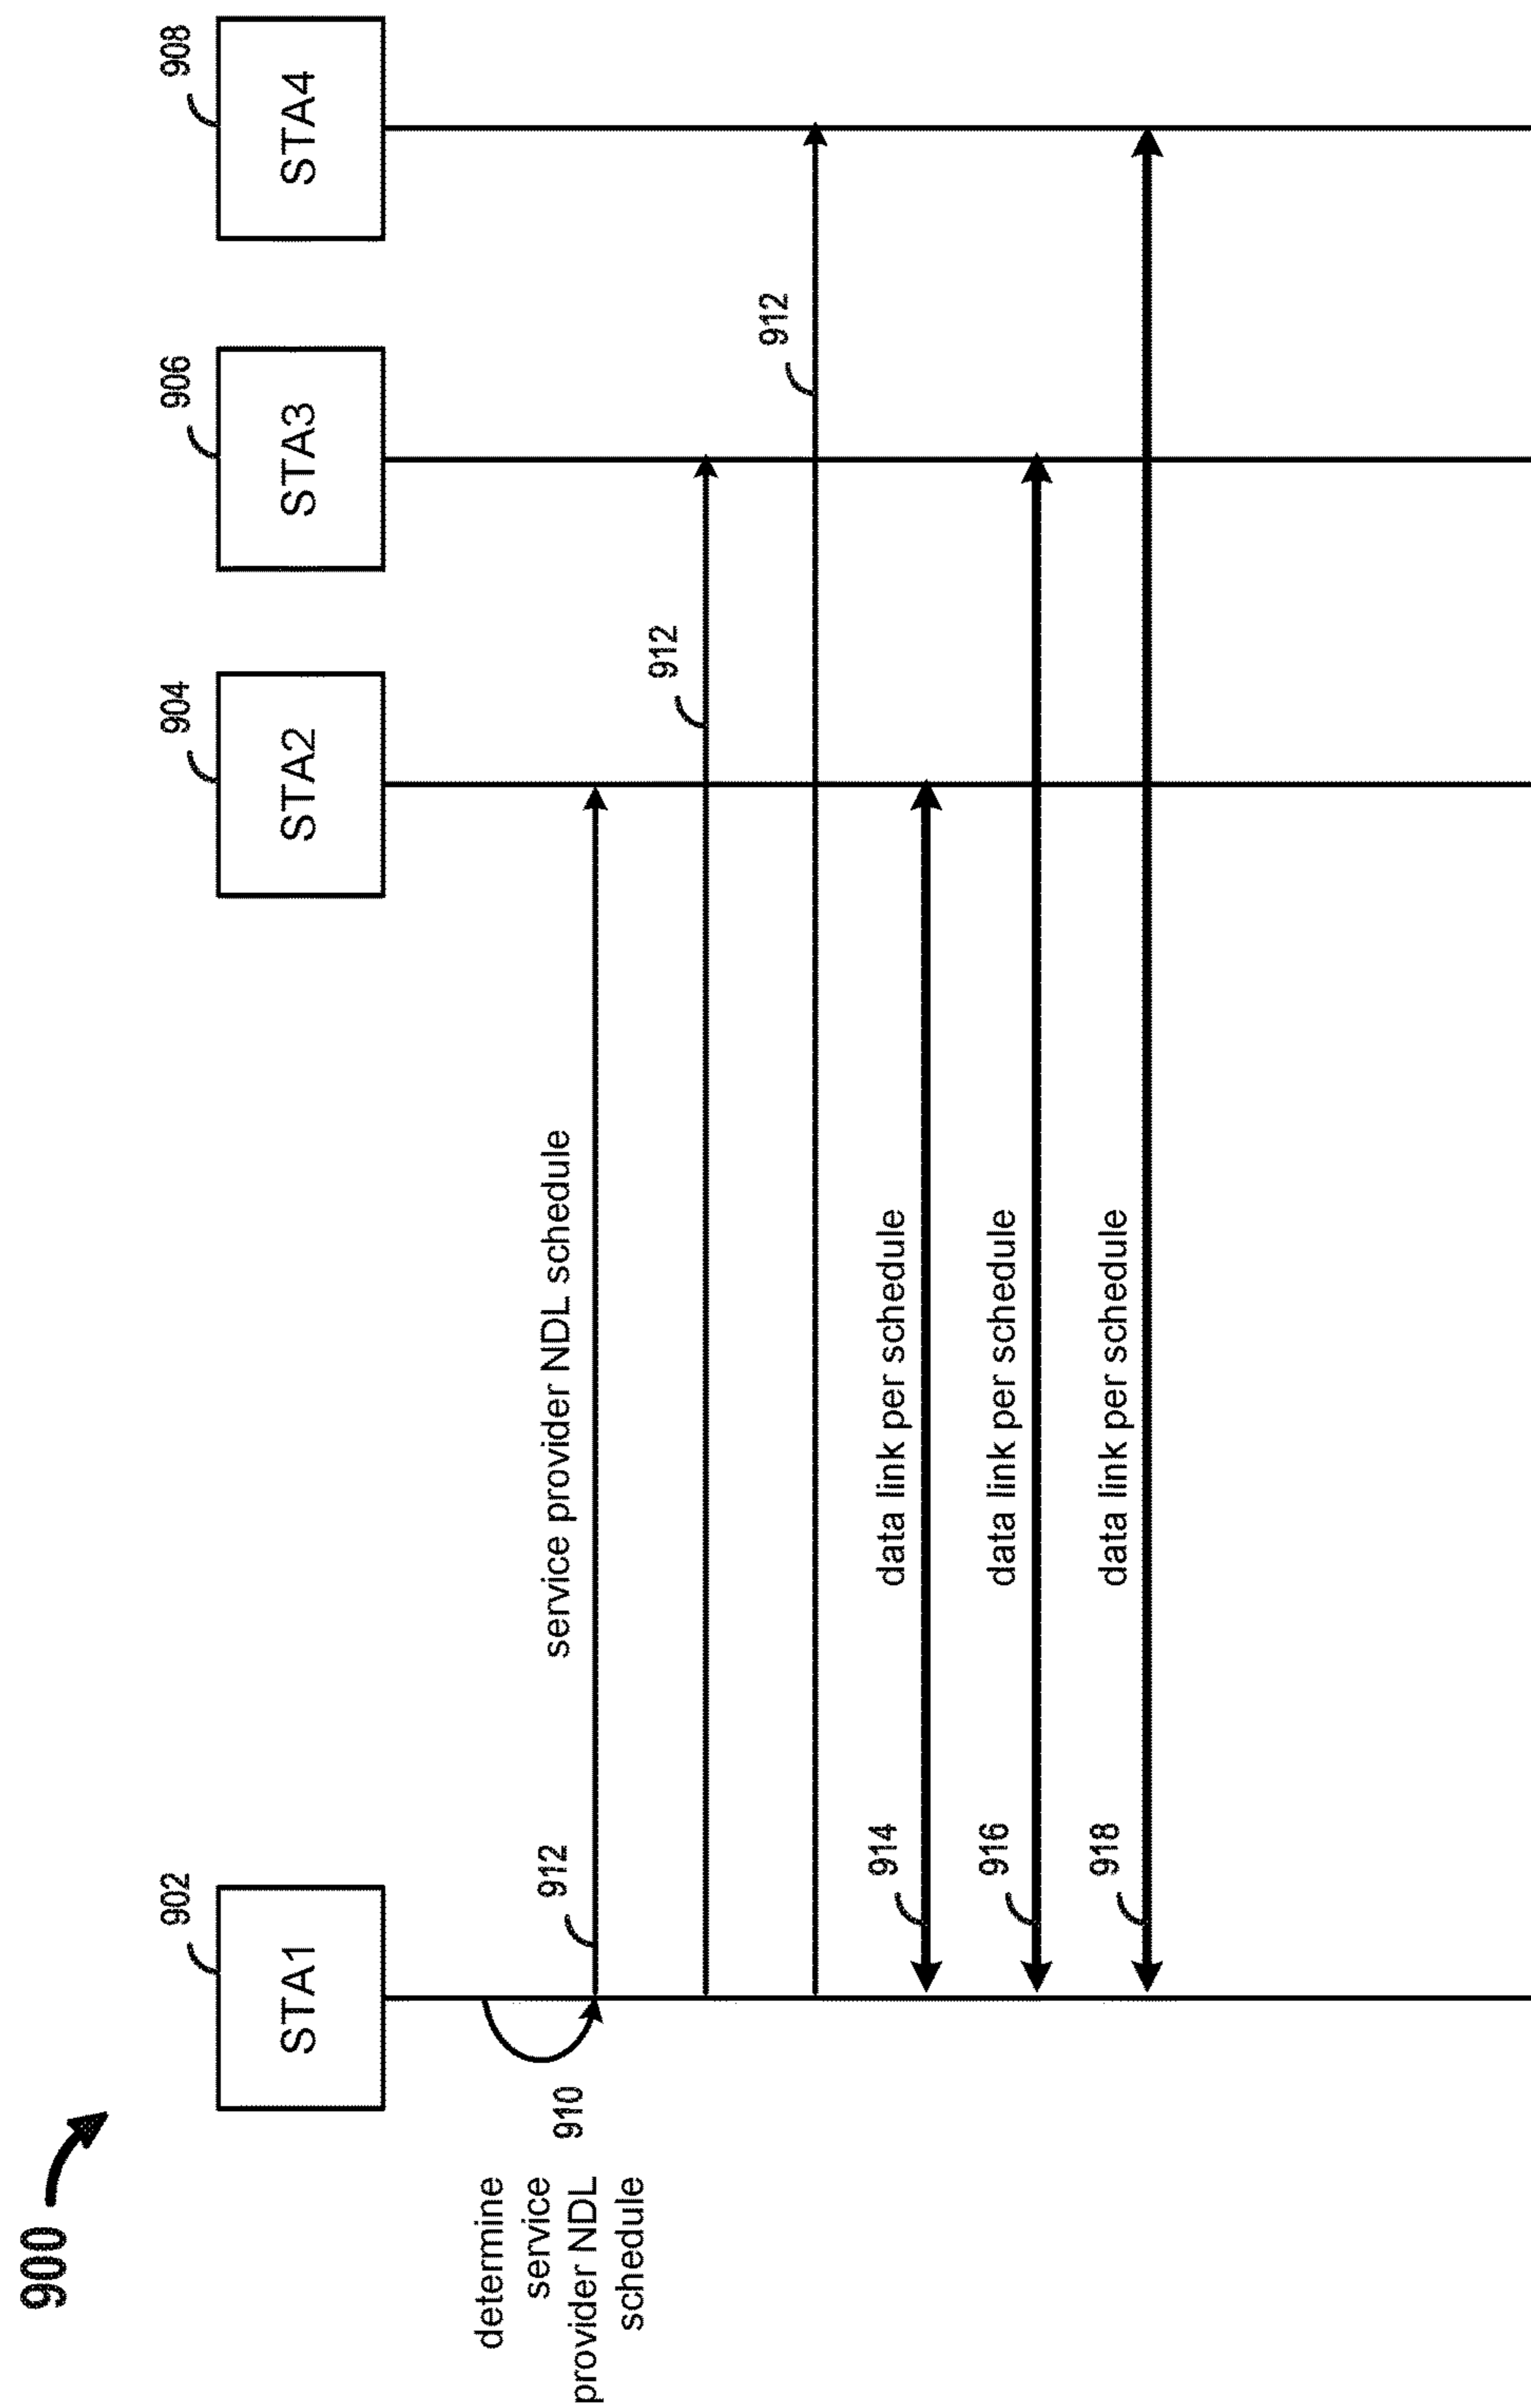 900
902
904
906
908
STA1
STA2
STA3
STA4
determine
service
provider NDL
schedule
910
912
service provider NDL schedule
912
912
914
data link per schedule
916
data link per schedule
918
data link per schedule